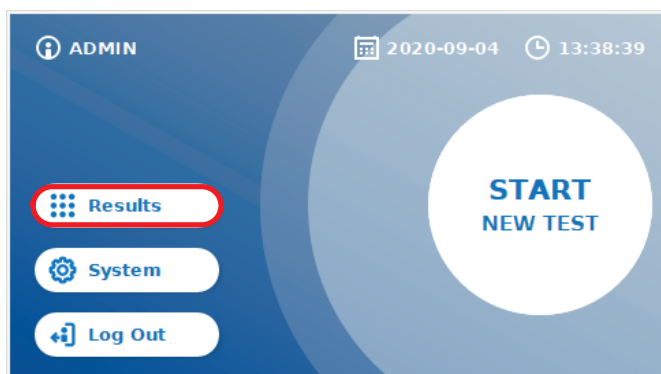 ADMIN 2020-09-04 13:38:39
START
NEW TEST
Results
System
Log Out